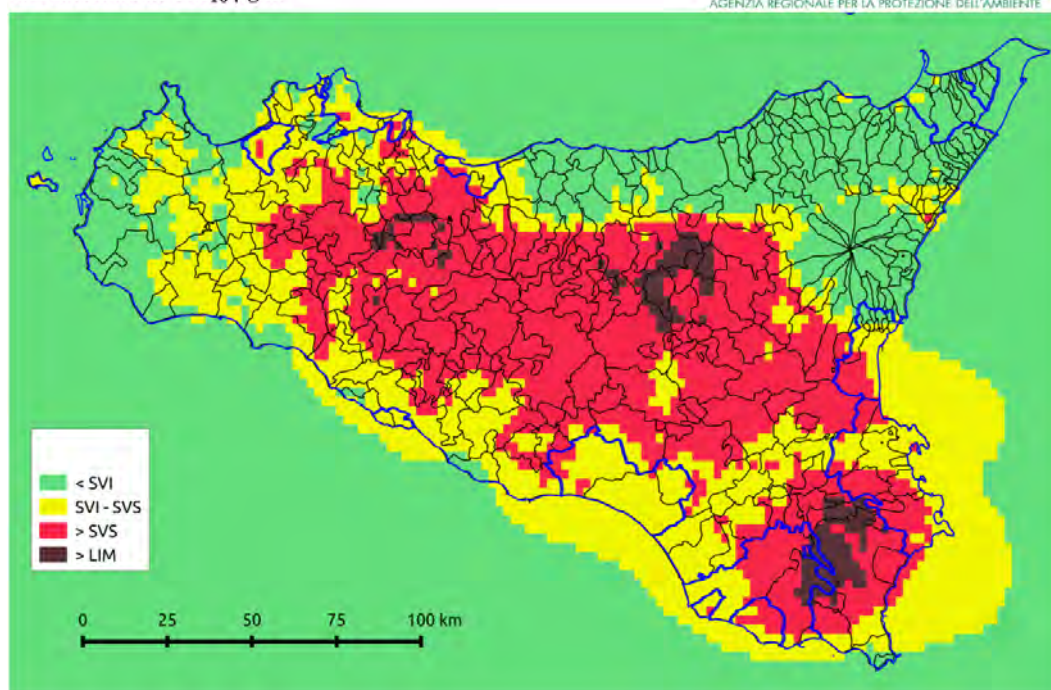 AGENZIA REGIONALE PER LA PROTEZIONE DELL'AMBIENTE
< SVI
SVI - SVS
> SVS
> LIM
0 25 50 75 100 km